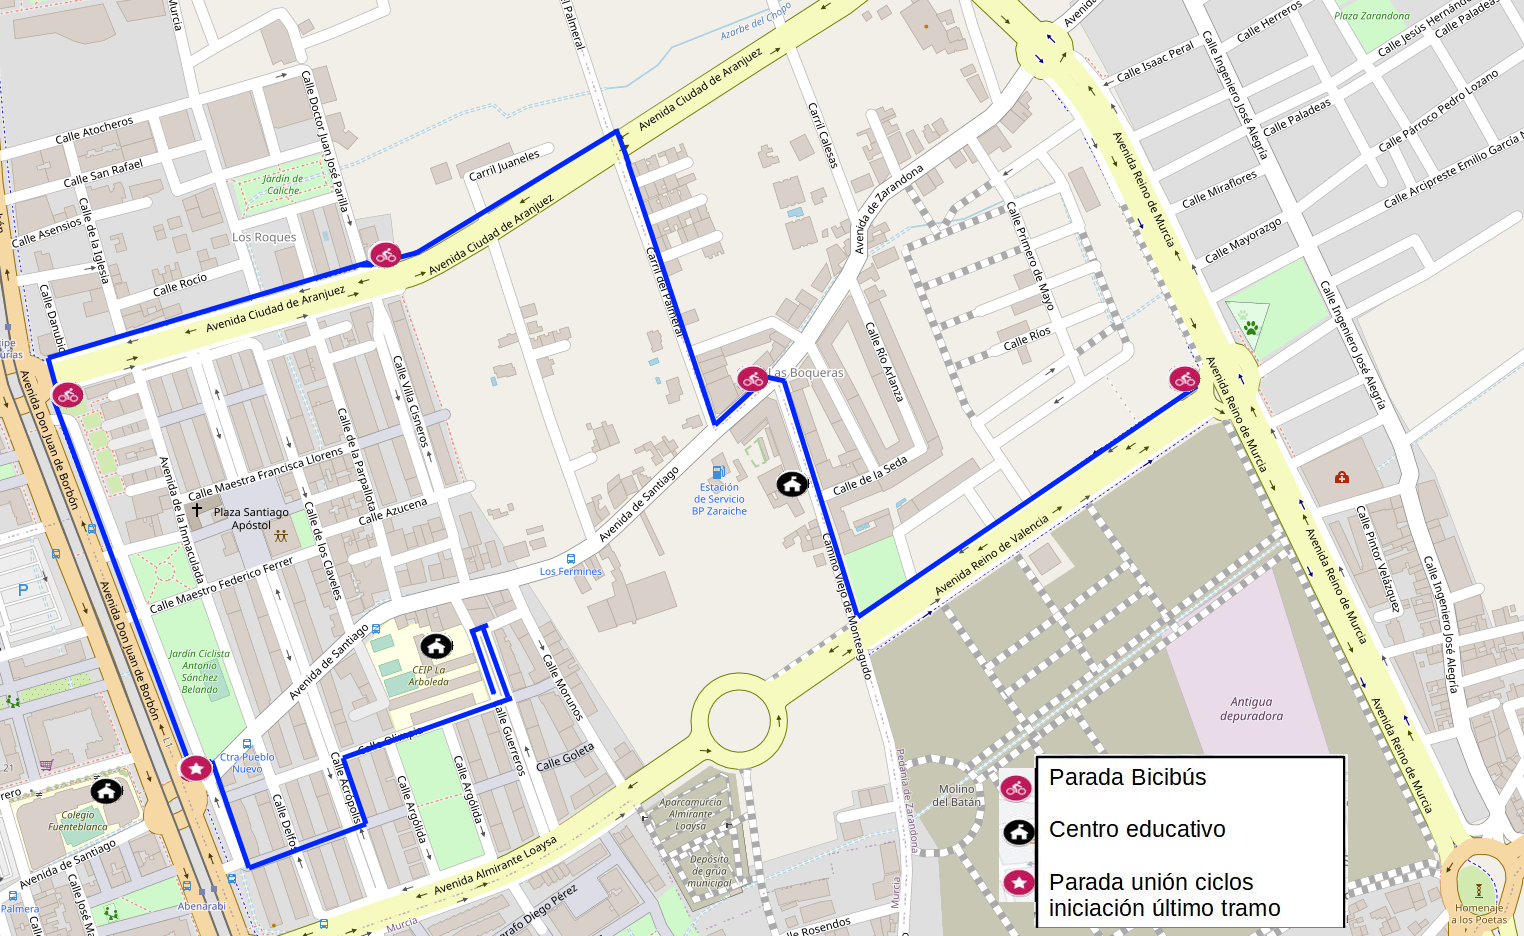 Murcia
el Palmeral
Azarbe del Chopo
Avenida
Calle Herreros
Plaza Zarandona
Calle Jesús Hernández
Calle Paladeas
Calle Isaac Peral
Calle Ingeniero José Alegría
Calle Paladeas
Calle Párroco Pedro Lozano
Calle Arcipreste Emilio García N
Calle Atocheros
Calle Doctor Juan José Parilla
Avenida Ciudad de Aranjuez
Carril Calesas
Avenida Reino de Murcia
Calle San Rafael
Jardín de
Caliche
Carril Juaneles
Avenida de Zarandona
Calle Miraflores
Calle Asensios
Calle de la Iglesia
Los Roques
Avenida Ciudad de Aranjuez
Calle Primero de Mayo
Calle Mayorazgo
Calle Rocío
Calle Danubio
Avenida Ciudad de Aranjuez
Carril del Palmeral
Calle Ingeniero José Alegría
Calle Río Arlanza
Calle Ríos
Las Boqueras
Avenida Don Juan de Borbón
Calle Villa Cisneros
Calle de la Parpallota
Avenida Reino de Murcia
Calle Maestra Francisca Llorens
Avenida de la Inmaculada
Plaza Santiago
Apóstol
Calle Azucena
Calle de los Claveles
Avenida de Santiago
Estación
de Servicio
BP Zaraiche
Calle de la Seda
Calle Maestro Federico Ferrer
Los Fermines
Camino Viejo de Monteagudo
Avenida Reino de Valencia
Avenida Reino de Murcia
Calle Pintor Velázquez
Calle Ingeniero José Alegría
P
Avenida Don Juan de Borbón
Avenida de Santiago
CEIP La
Arboleda
Jardín Ciclista
Antonio
Sánchez
Belando
Calle Morunos
Antigua
depuradora
Avenida Reino de Murcia
L1
Ctra Pueblo
Nuevo
Calle Olimpia
Calle Guerreros
Calle Goleta
Calle Acrópolis
Calle Argólida
Calle Argólida
Calle Delfos
Pedanía de Zarandona
Murcia
21
Colegio
Fuenteblanca
Avenida de Santiago
Aparcamurcia
Almirante
Loaysa
Molino
del Batán
Depósito
de grúa
municipal
Avenida Almirante Loaysa
Palmera
Abenarabi
Calle José Ma
Murcia
arafo Diego Pérez
lle Rosendos
Parada Bicibús
Centro educativo
Parada unión ciclos
iniciación último tramo
Homenaje
a los Poetas